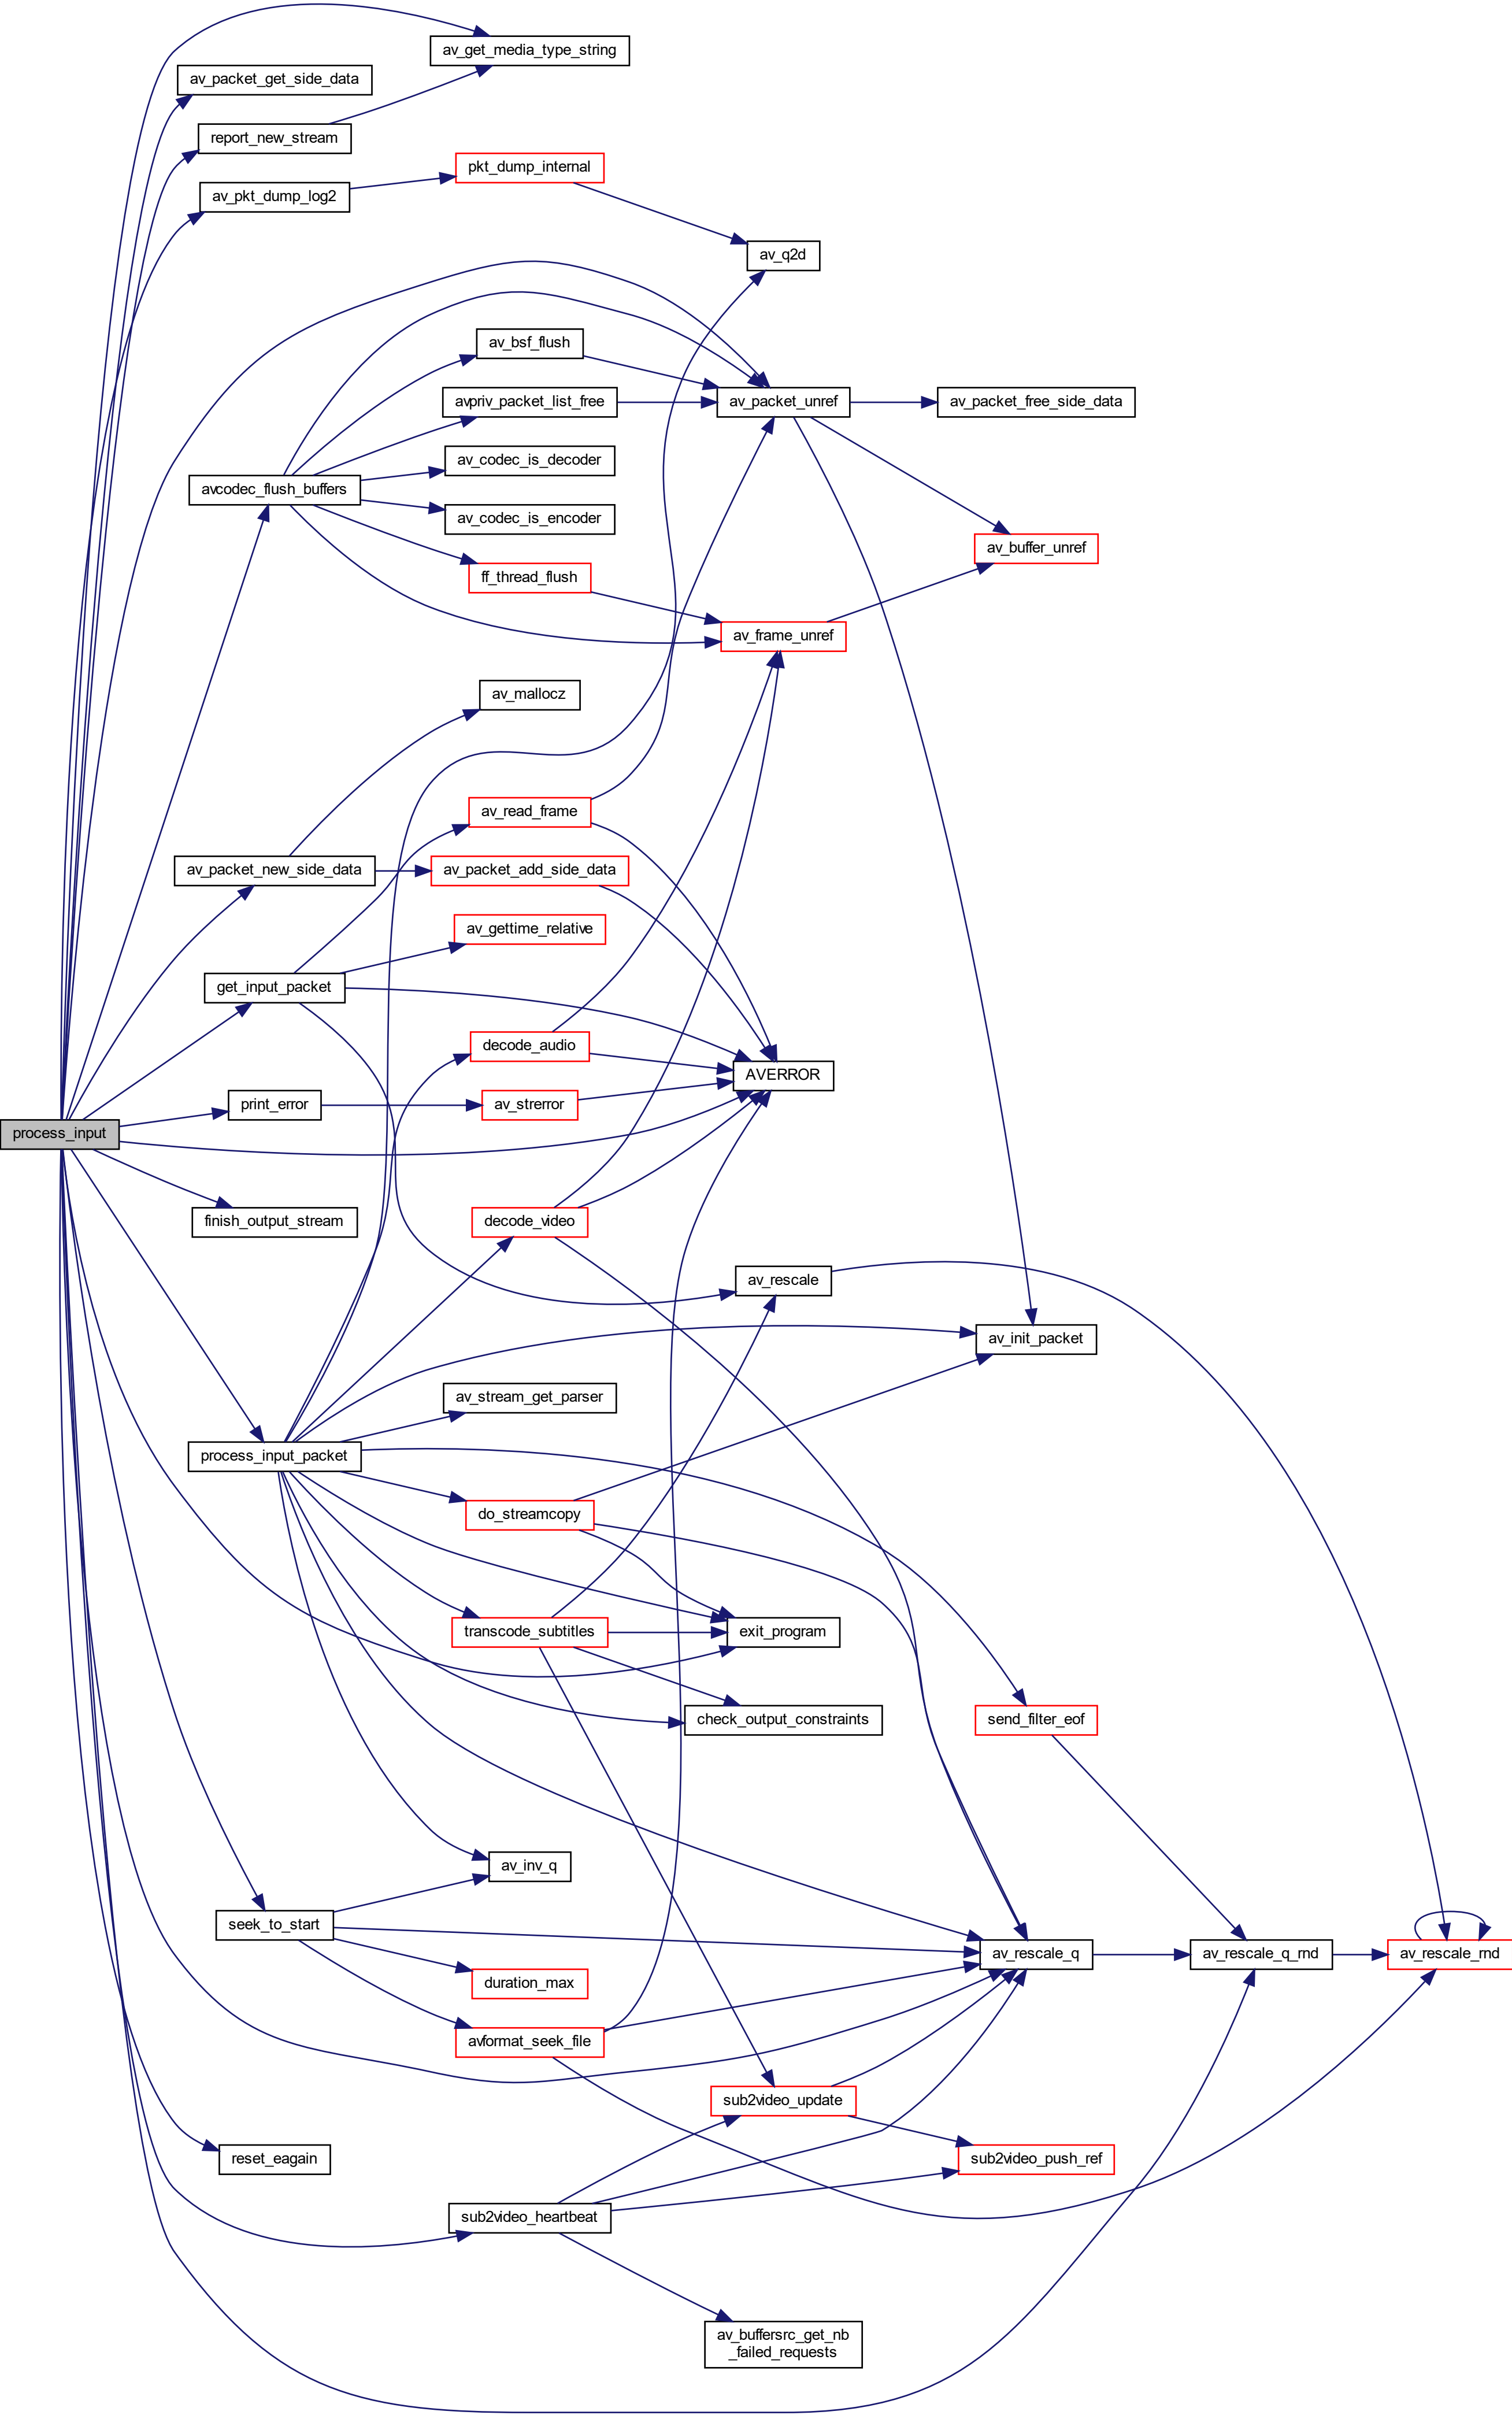 av_get_media_type_string
av_packet_get_side_data
report_new_stream
pkt_dump_internal
av_pkt_dump_log2
av_q2d
av_bsf_flush
avpriv_packet_list_free
av_packet_unref
av_packet_free_side_data
av_codec_is_decoder
avcodec_flush_buffers
av_codec_is_encoder
av_buffer_unref
ff_thread_flush
av_frame_unref
av_mallocz
av_read_frame
av_packet_new_side_data
av_packet_add_side_data
av_gettime_relative
get_input_packet
decode_audio
AVERROR
print_error
av_strerror
process_input
finish_output_stream
decode_video
av_rescale
av_init_packet
av_stream_get_parser
process_input_packet
do_streamcopy
transcode_subtitles
exit_program
check_output_constraints
send_filter_eof
av_inv_q
seek_to_start
av_rescale_q
av_rescale_q_rnd
av_rescale_rnd
duration_max
avformat_seek_file
sub2video_update
reset_eagain
sub2video_push_ref
sub2video_heartbeat
av_buffersrc_get_nb
_failed_requests